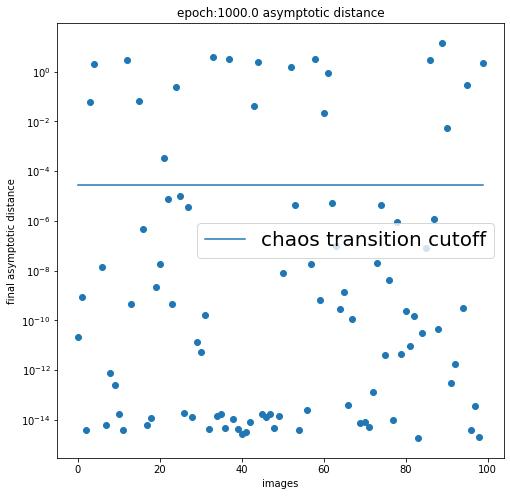 epoch:1000.0 asymptotic distance
final asymptotic distance
10⁰
10⁻²
10⁻⁴
10⁻⁶
10⁻⁸
10⁻¹⁰
10⁻¹²
10⁻¹⁴
chaos transition cutoff
0 20 40 60 80 100
images